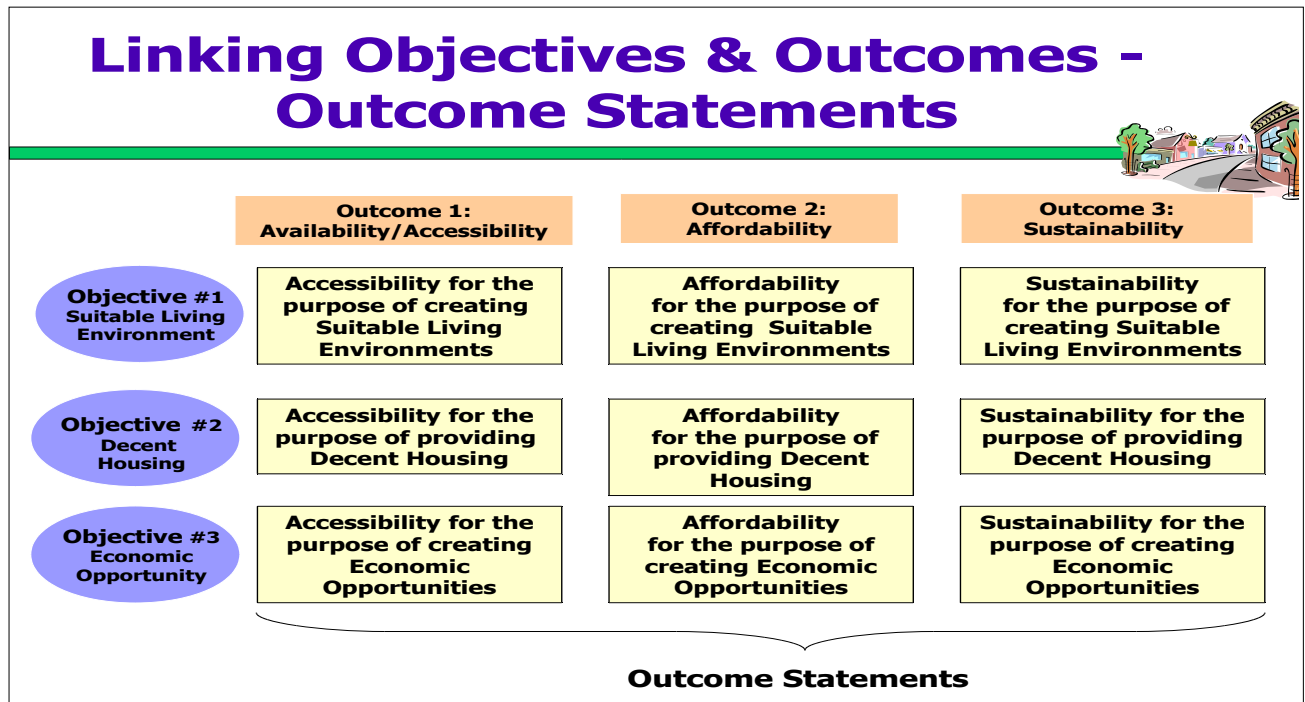 Linking Objectives & Outcomes -
Outcome Statements
Outcome 1:
Availability/Accessibility
Outcome 2:
Affordability
Outcome 3:
Sustainability
Objective #1
Suitable Living
Environment
Accessibility for the
purpose of creating
Suitable Living
Environments
Affordability
for the purpose of
creating Suitable
Living Environments
Sustainability
for the purpose of
creating Suitable
Living Environments
Objective #2
Decent
Housing
Accessibility for the
purpose of providing
Decent Housing
Affordability
for the purpose of
providing Decent
Housing
Sustainability for the
purpose of providing
Decent Housing
Objective #3
Economic
Opportunity
Accessibility for the
purpose of creating
Economic
Opportunities
Affordability
for the purpose of
creating Economic
Opportunities
Sustainability for the
purpose of creating
Economic
Opportunities
Outcome Statements